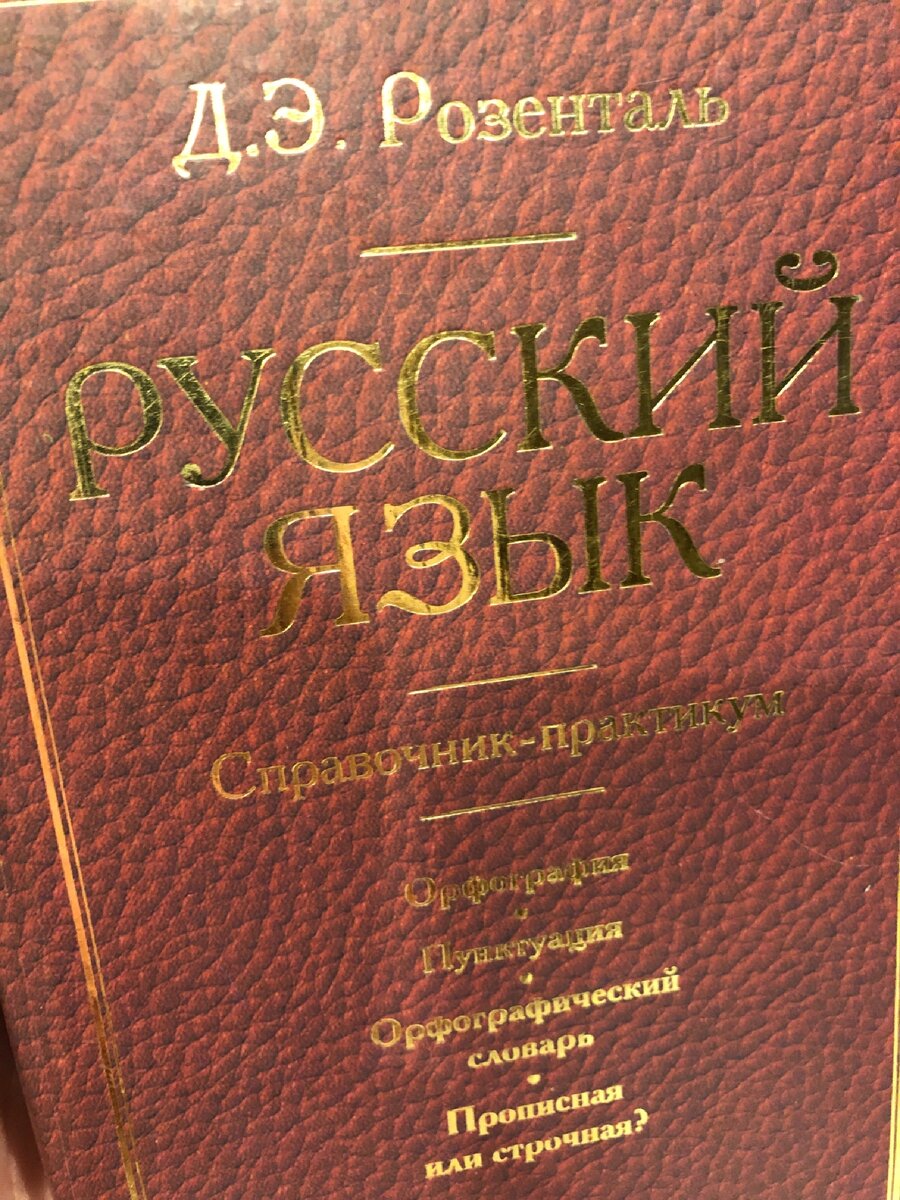 Д.Э. Розенталь
Русский
язык
Справочник-практикум
Орфография
•
Пунктуация
•
Орфографический
словарь
•
Прописная
или строчная?